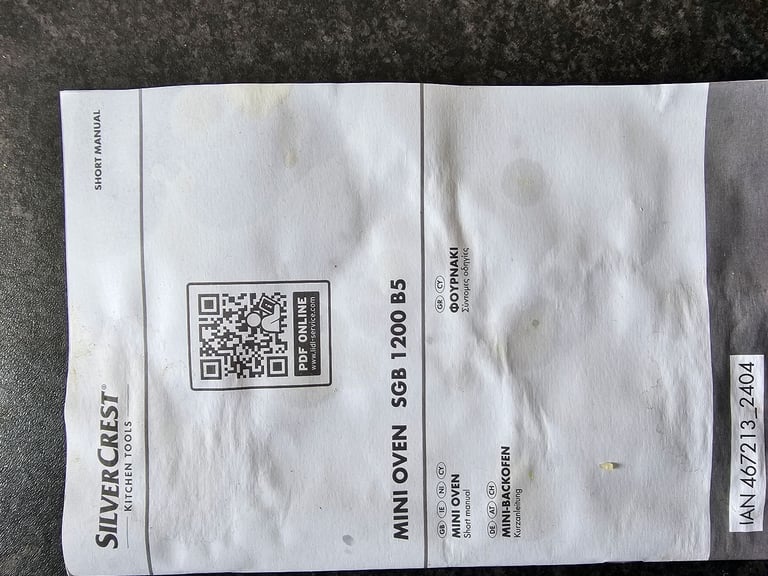 SILVERCREST®
KITCHEN TOOLS
SHORT MANUAL
PDF ONLINE
www.lidl-service.com
MINI OVEN SGB 1200 B5
GB IE NI CY
MINI OVEN
Short manual
GR CY
ΦΟΥΡΝΑΚΙ
Σύντομες οδηγίες
DE AT CH
MINI-BACKOFEN
Kurzanleitung
IAN 467213_2404